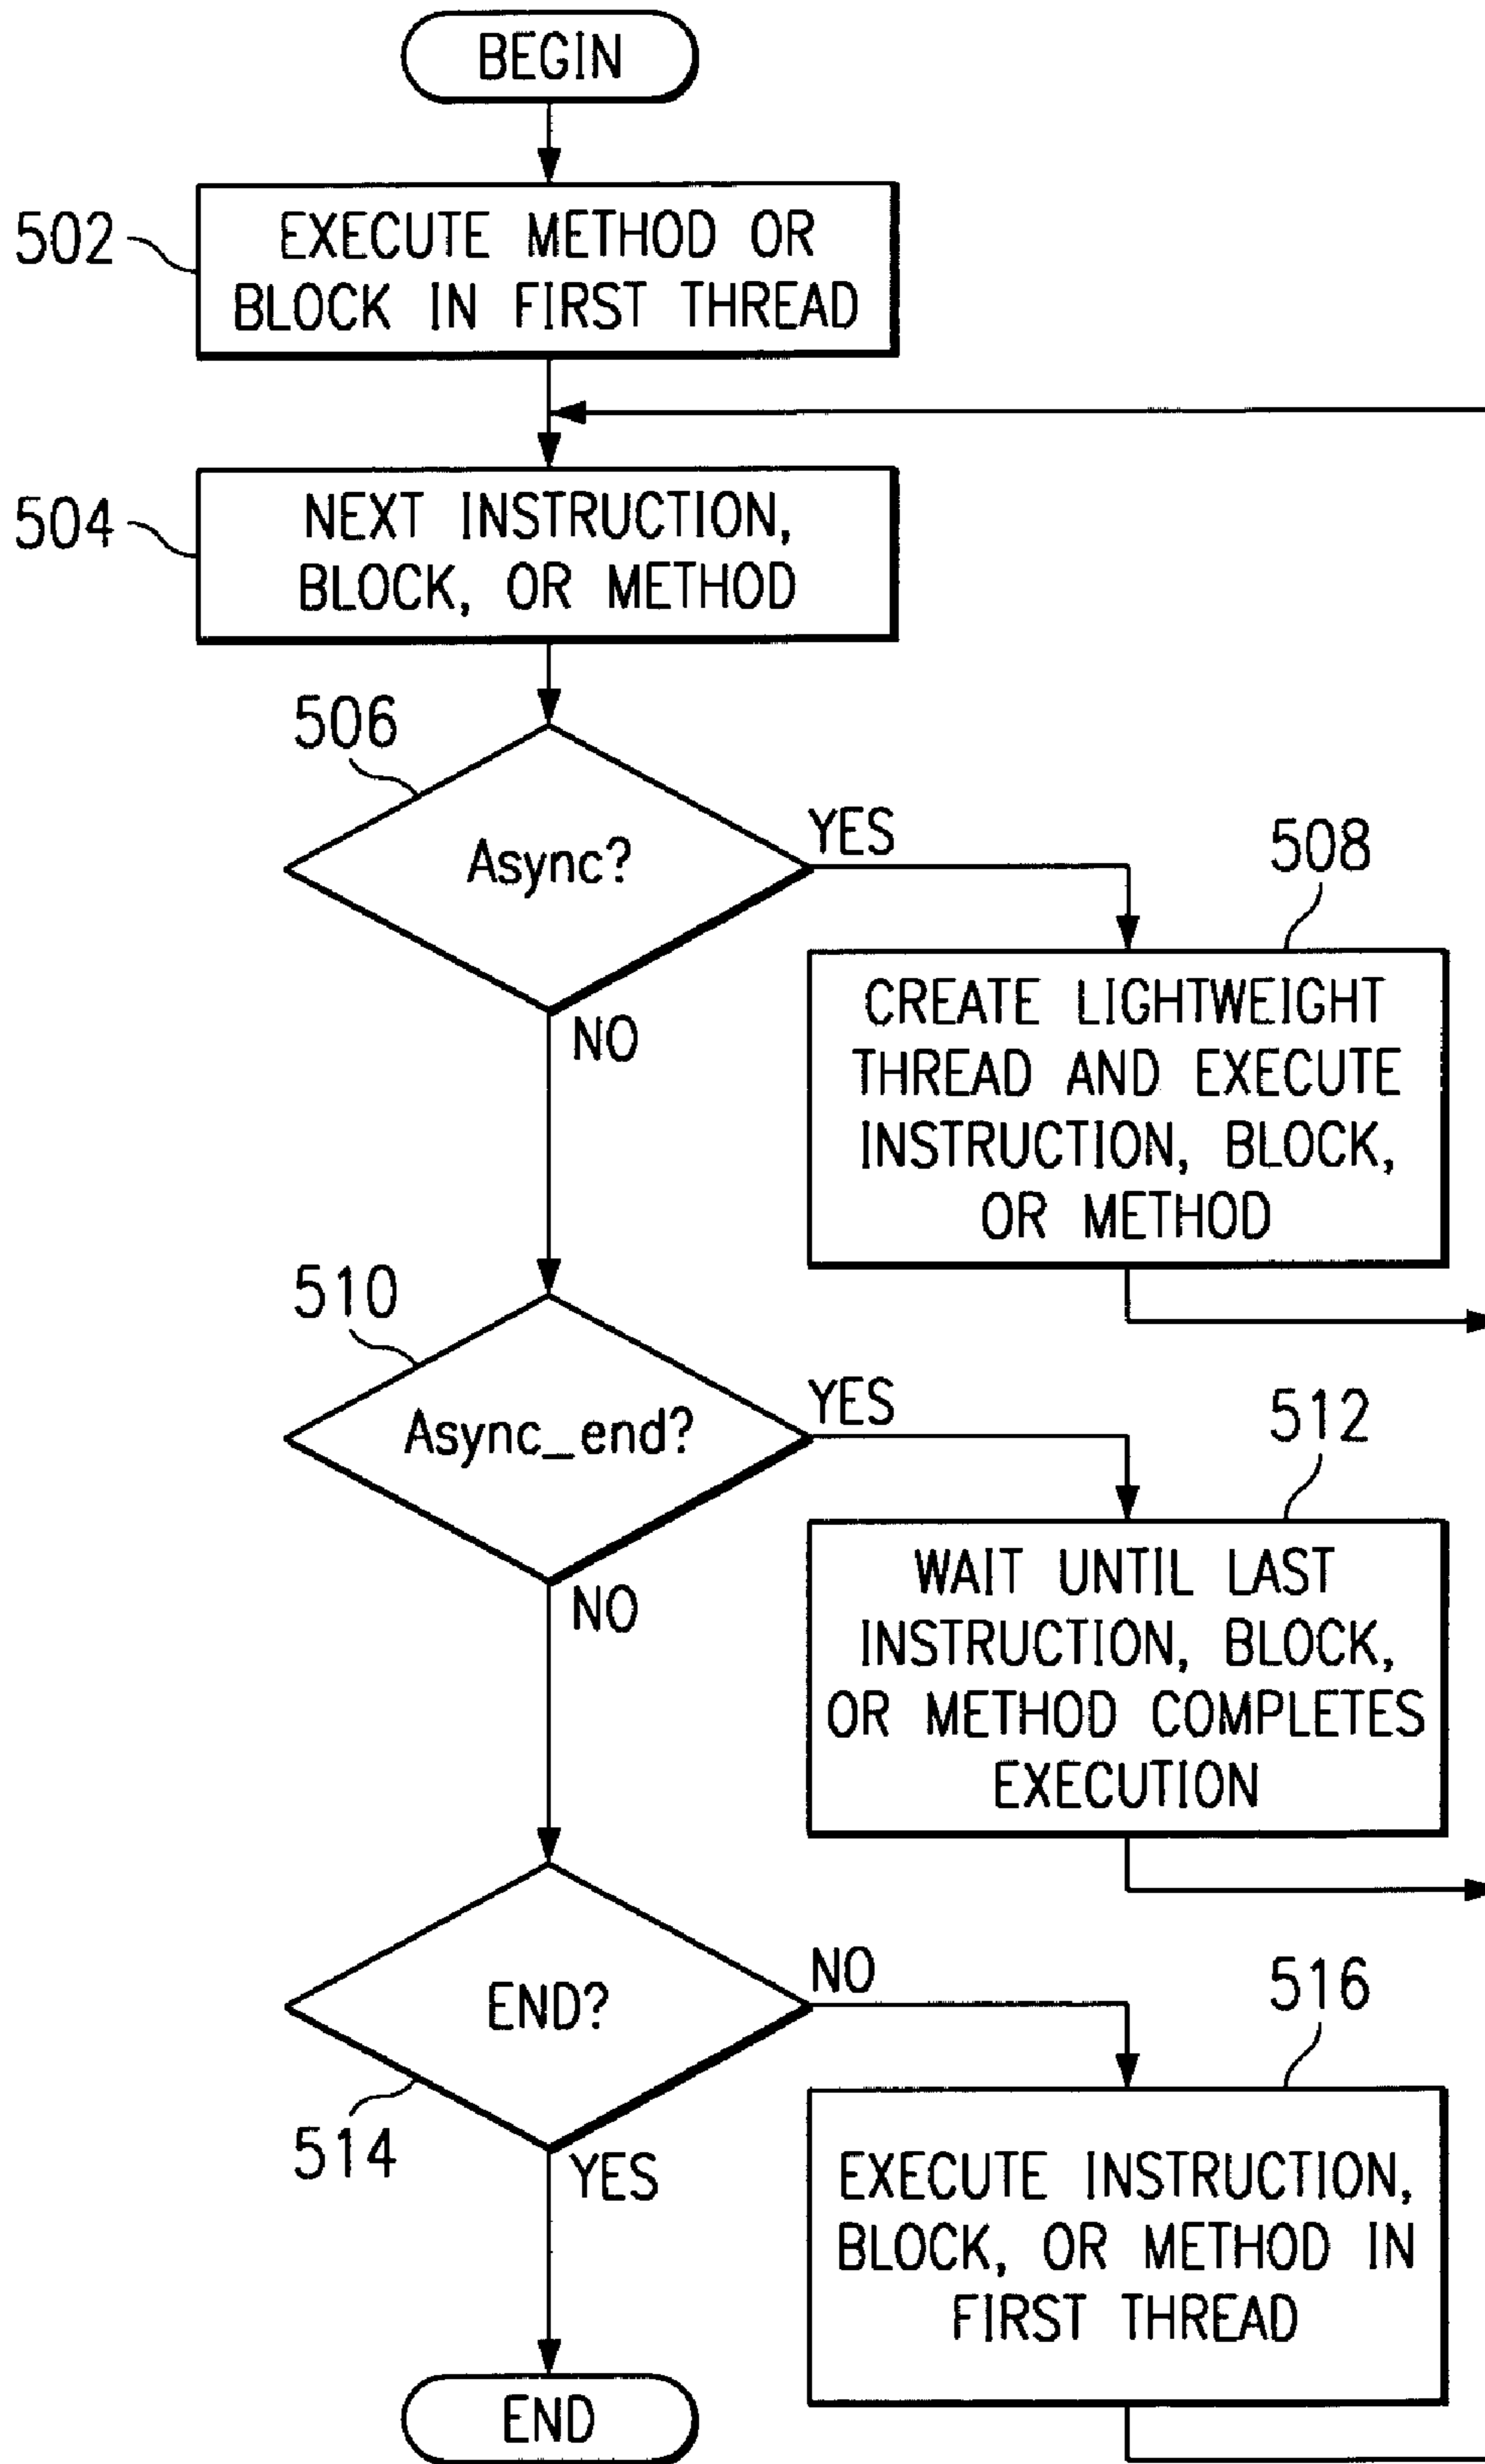 BEGIN
502
EXECUTE METHOD OR
BLOCK IN FIRST THREAD
504
NEXT INSTRUCTION,
BLOCK, OR METHOD
506
Async?
YES
NO
508
CREATE LIGHTWEIGHT
THREAD AND EXECUTE
INSTRUCTION, BLOCK,
OR METHOD
510
Async_end?
YES
NO
512
WAIT UNTIL LAST
INSTRUCTION, BLOCK,
OR METHOD COMPLETES
EXECUTION
END?
514
NO
YES
516
EXECUTE INSTRUCTION,
BLOCK, OR METHOD IN
FIRST THREAD
END